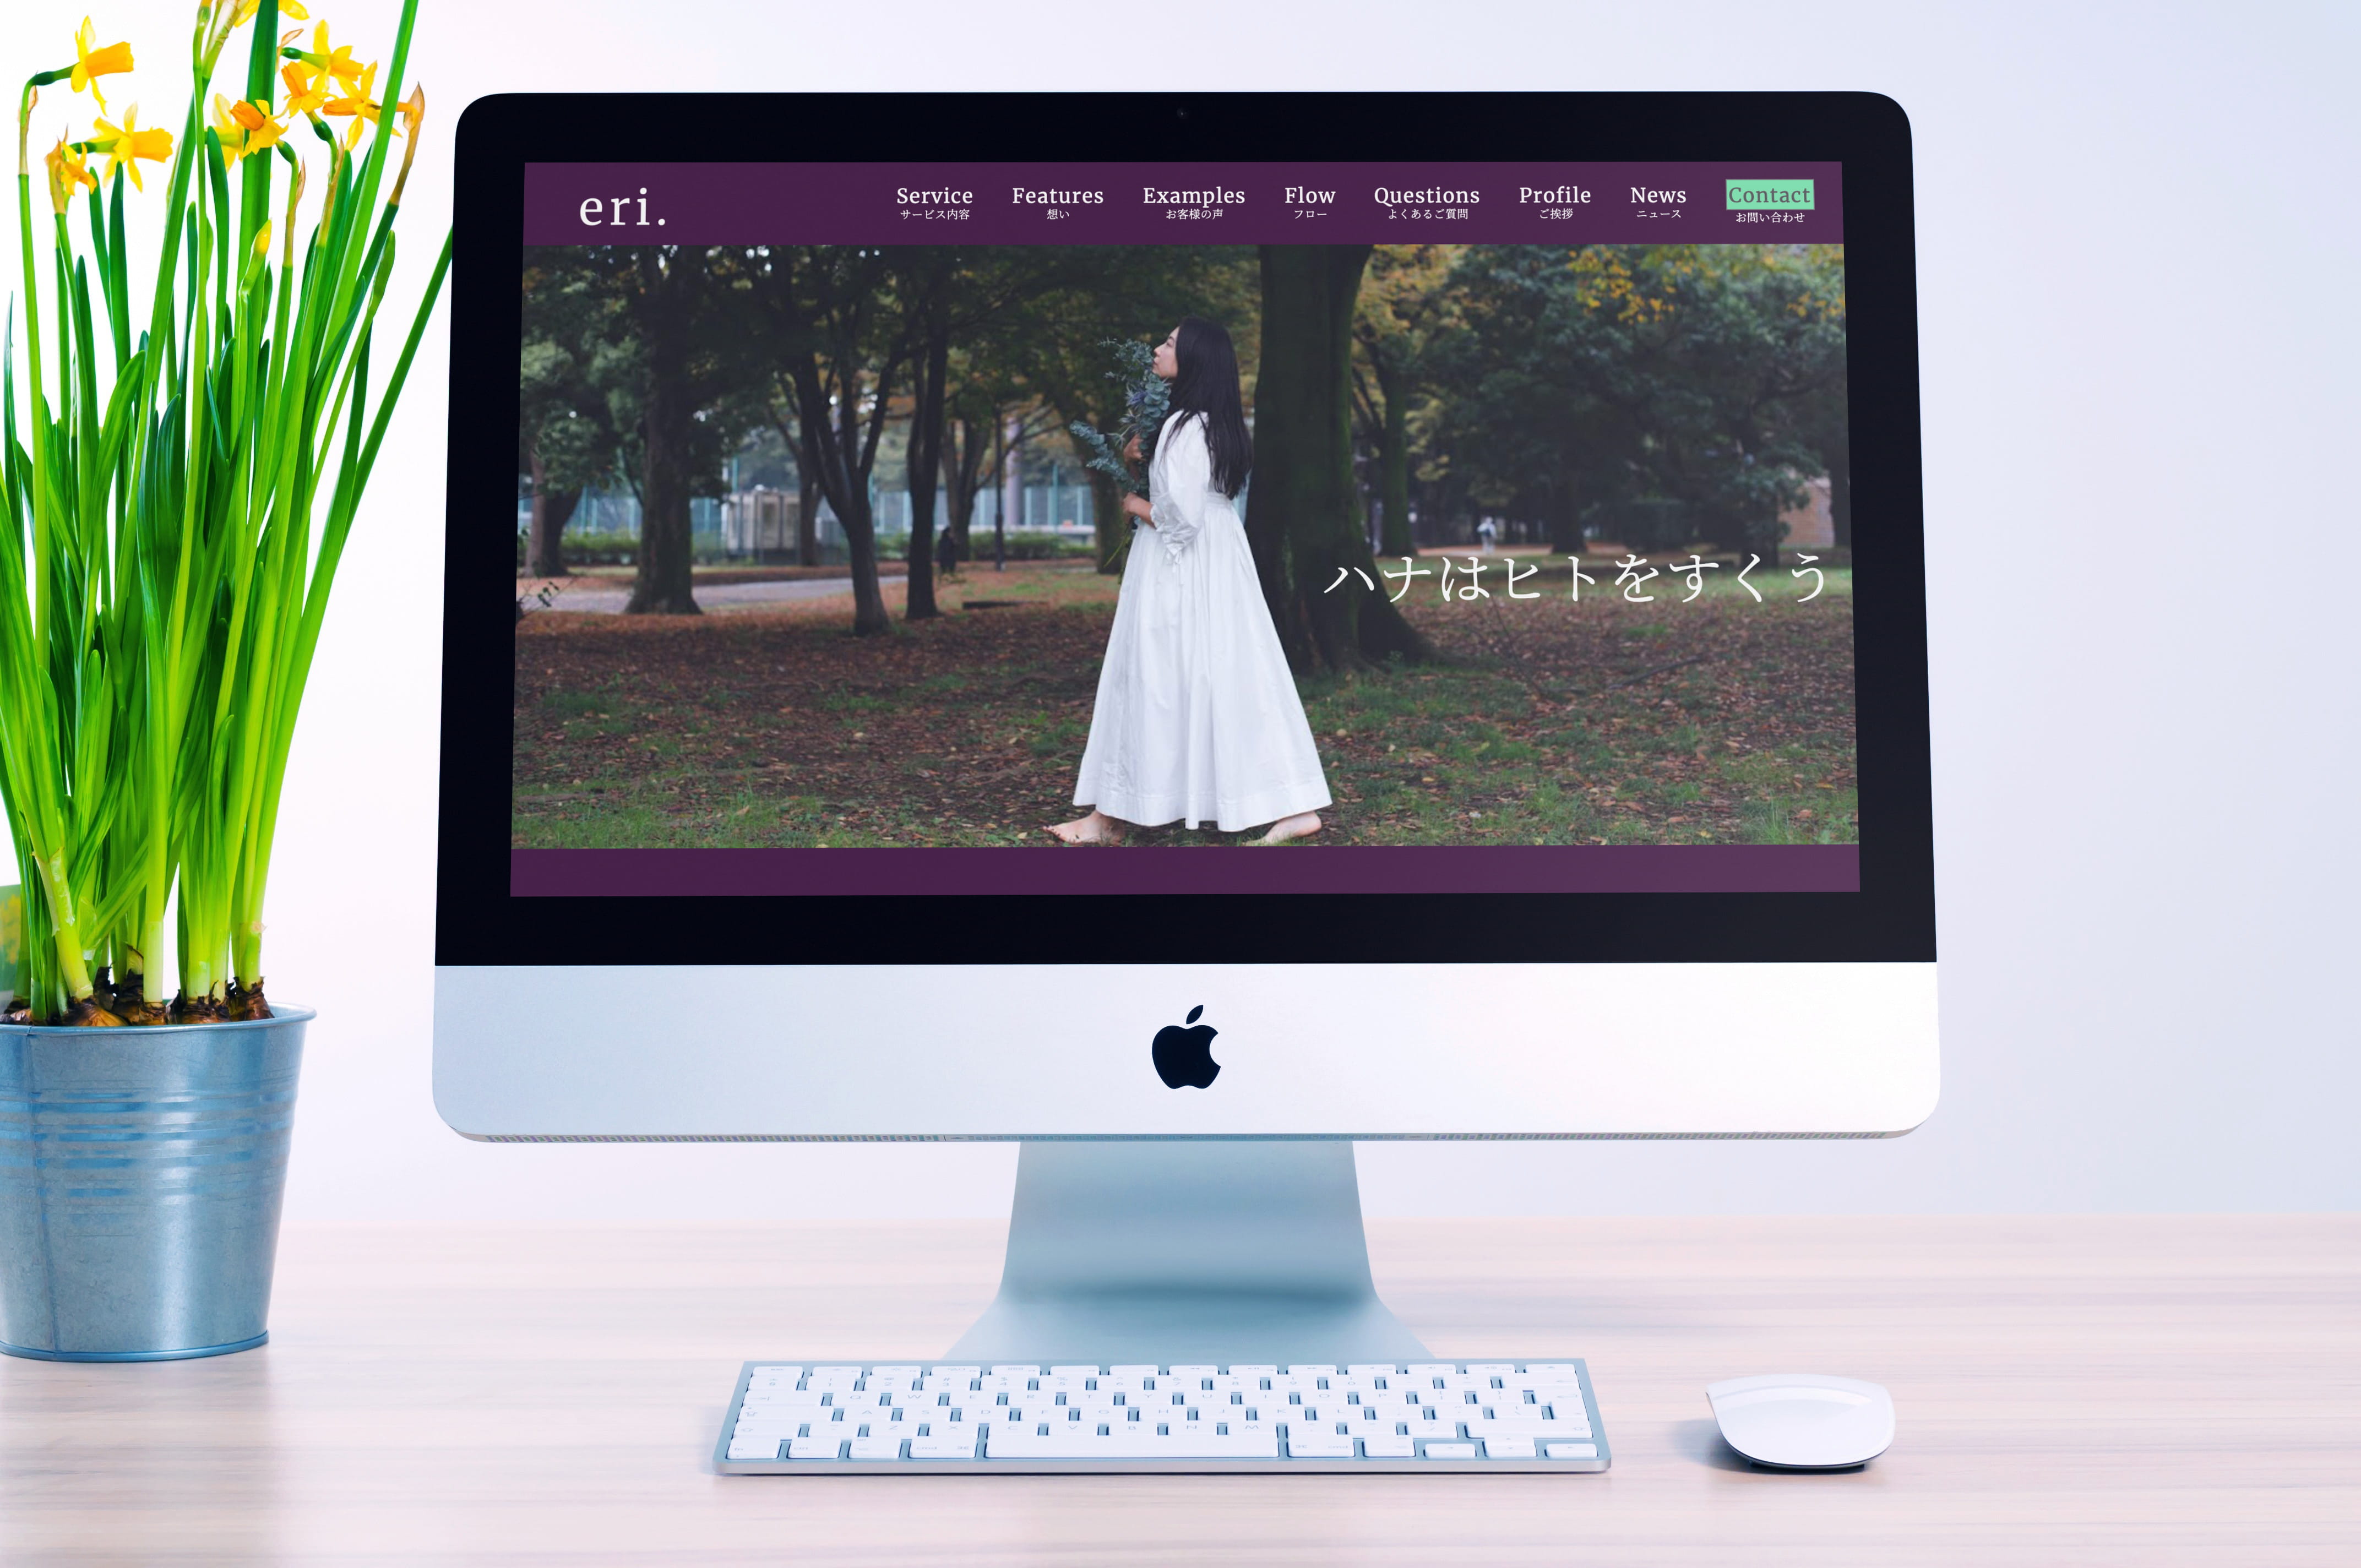 eri.
Service
サービス内容
Features
想い
Examples
お客様の声
Flow
フロー
Questions
よくあるご質問
Profile
ご挨拶
News
ニュース
Contact
お問い合わせ
ハナはヒトをすくう